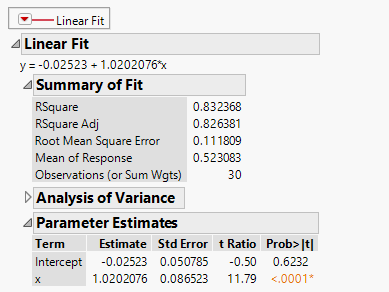 Linear Fit
Linear Fit
y = -0.02523 + 1.0202076*x
Summary of Fit
RSquare 0.832368
RSquare Adj 0.826381
Root Mean Square Error 0.111809
Mean of Response 0.523083
Observations (or Sum Wgts) 30
Analysis of Variance
Parameter Estimates
Term Estimate Std Error t Ratio Prob>|t|
Intercept -0.02523 0.050785 -0.50 0.6232
x 1.0202076 0.086523 11.79 <.0001*